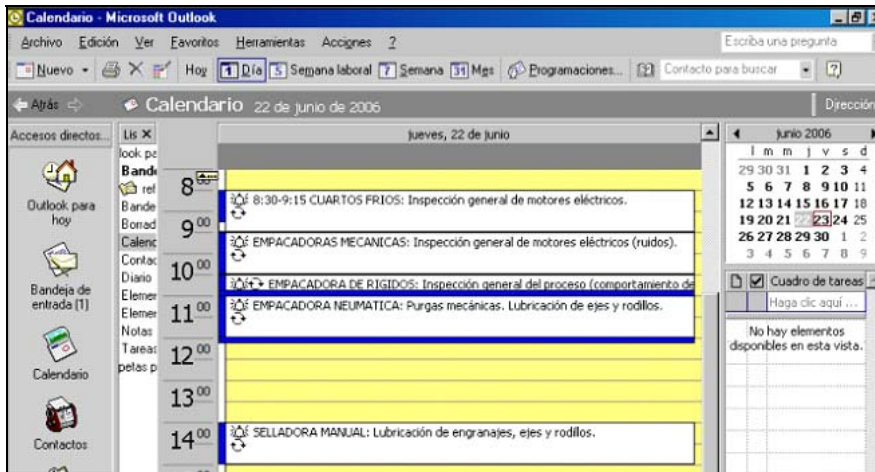 Calendario - Microsoft Outlook
Archivo Edición Ver Favoritos Herramientas Acciones ?
Escriba una pregunta
Nuevo Hoy 1 Día 5 Semana laboral 7 Semana 31 Mes Programaciones... Contacto para buscar
Atrás Calendario 22 de junio de 2006 Dirección
Accesos directos...
Outlook para
hoy
Bandeja de
entrada [1]
Calendario
Contactos
Lis
look pe
Bande
ref
Bande
Borrad
Calenc
Contac
Diario
Elemer
Elemer
Notas
Tareas
petas p
jueves, 22 de junio
8 00
8:30-9:15 CUARTOS FRIOS: Inspección general de motores eléctricos.
9 00
EMPACADORAS MECANICAS: Inspección general de motores eléctricos (ruidos).
10 00
EMPACADORA DE RIGIDOS: Inspección general del proceso (comportamiento de
11 00
EMPACADORA NEUMATICA: Purgas mecánicas. Lubricación de ejes y rodillos.
12 00
13 00
14 00
SELLADORA MANUAL: Lubricación de engranajes, ejes y rodillos.
junio 2006
l m m j v s d
29 30 31 1 2 3 4
5 6 7 8 9 10 11
12 13 14 15 16 17 18
19 20 21 22 23 24 25
26 27 28 29 30 1 2
3 4 5 6 7 8 9
Cuadro de tareas
Haga clic aquí ...
No hay elementos
disponibles en esta vista.